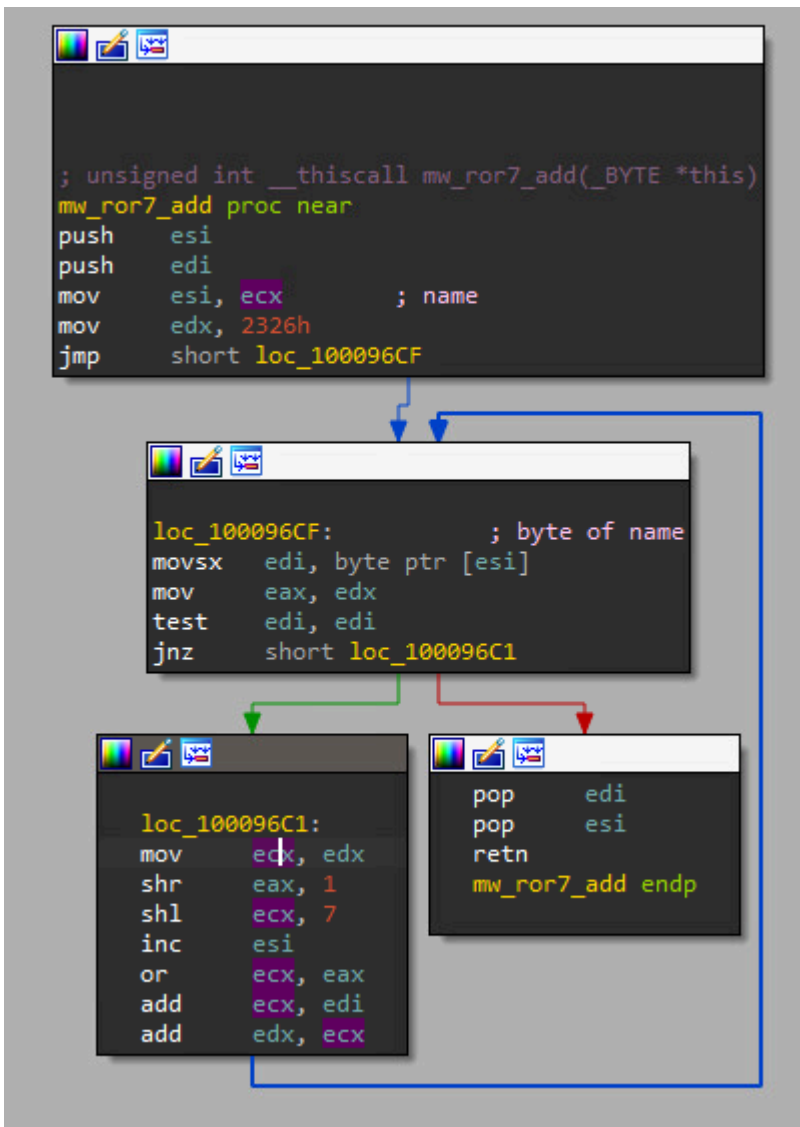 ; unsigned int __thiscall mw_ror7_add(_BYTE *this)
mw_ror7_add proc near
push esi
push edi
mov esi, ecx ; name
mov edx, 2326h
jmp short loc_100096CF
loc_100096CF: ; byte of name
movsx edi, byte ptr [esi]
mov eax, edx
test edi, edi
jnz short loc_100096C1
loc_100096C1:
mov ecx, edx
shr eax, 1
shl ecx, 7
inc esi
or ecx, eax
add ecx, edi
add edx, ecx
pop edi
pop esi
retn
mw_ror7_add endp